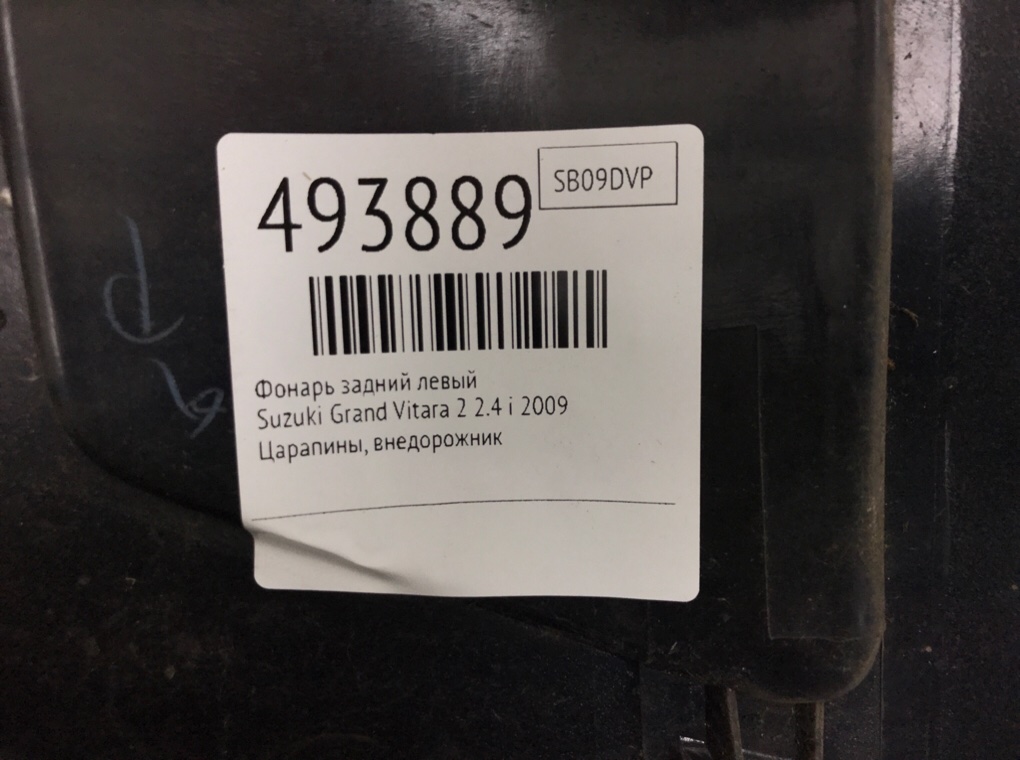 493889
SB09DVP
Фонарь задний левый
Suzuki Grand Vitara 2 2.4 i 2009
Царапины, внедорожник